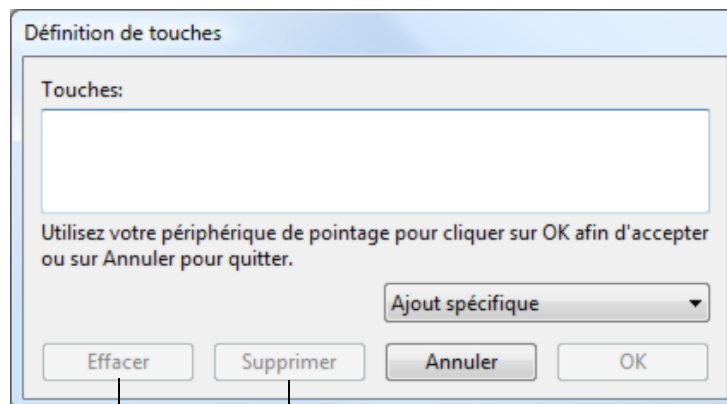 Définition de touches
Touches:
Utilisez votre périphérique de pointage pour cliquer sur OK afin d'accepter
ou sur Annuler pour quitter.
Ajout spécifique
Effacer Supprimer Annuler OK